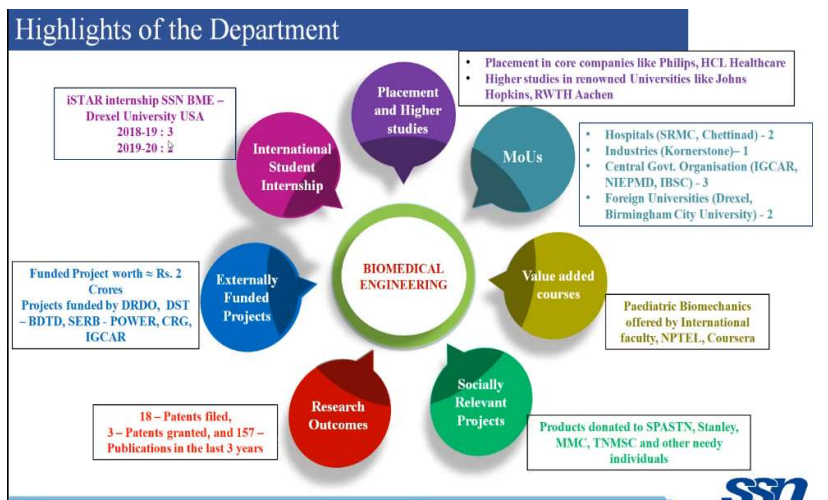 Highlights of the Department
iSTAR internship SSN BME –
Drexel University USA
2018-19 : 3
2019-20 :
International
Student
Internship
Placement
and Higher
studies
• Placement in core companies like Philips, HCL Healthcare
• Higher studies in renowned Universities like Johns
Hopkins, RWTH Aachen
MoUs
• Hospitals (SRMC, Chettinad) - 2
• Industries (Kornerstone)– 1
• Central Govt. Organisation (IGCAR,
NIEPMD, IBSC) - 3
• Foreign Universities (Drexel,
Birmingham City University) - 2
Funded Project worth ≈ Rs. 2
Crores
Projects funded by DRDO, DST
– BDTD, SERB - POWER, CRG,
IGCAR
Externally
Funded
Projects
BIOMEDICAL
ENGINEERING
Value added
courses
Paediatric Biomechanics
offered by International
faculty, NPTEL, Coursera
18 – Patents filed,
3 – Patents granted, and 157 –
Publications in the last 3 years
Research
Outcomes
Socially
Relevant
Projects
Products donated to SPASTN, Stanley,
MMC, TNMSC and other needy
individuals
ssn